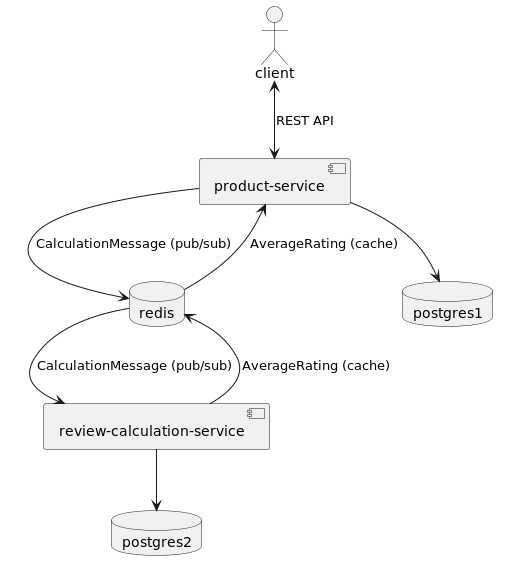 client
REST API
product-service
CalculationMessage (pub/sub)
AverageRating (cache)
redis
postgres1
CalculationMessage (pub/sub)
AverageRating (cache)
review-calculation-service
postgres2